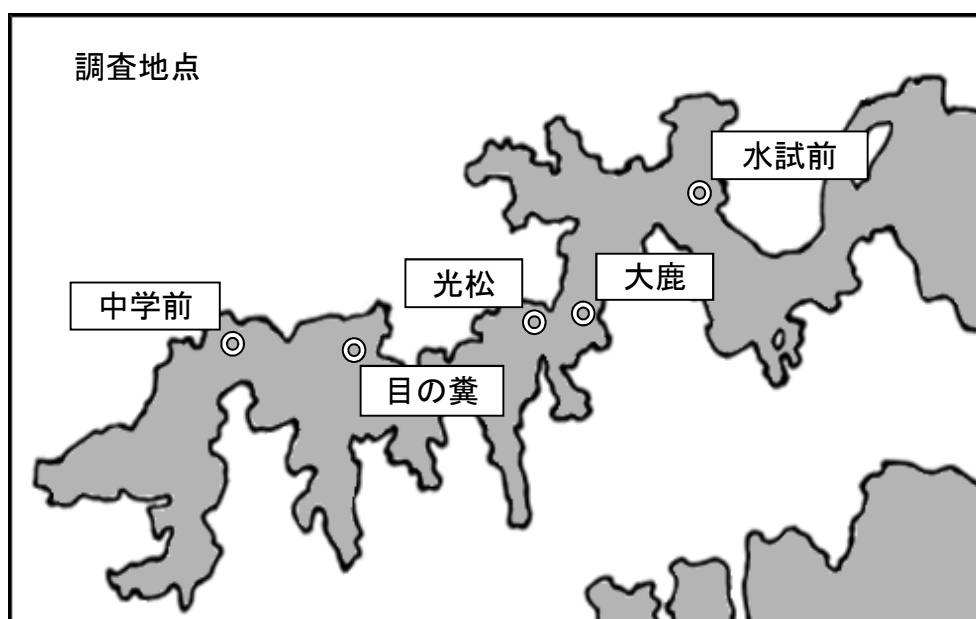 調査地点
水試前
大鹿
光松
中学前
目の糞